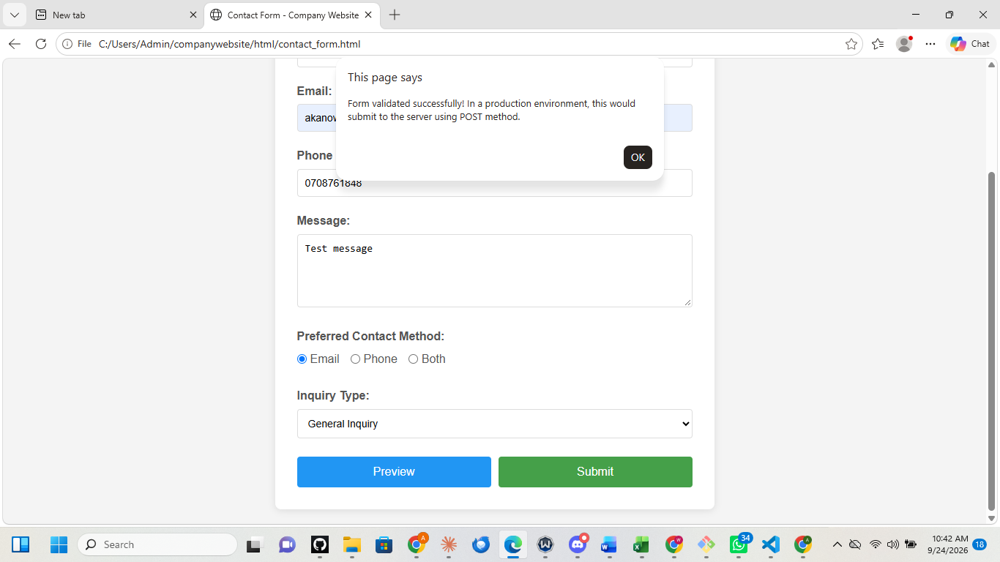 New tab
Contact Form - Company Website
File C:/Users/Admin/companywebsite/html/contact_form.html
Chat
This page says
Form validated successfully! In a production environment, this would
submit to the server using POST method.
OK
Email:
Phone
0708761848
Message:
Test message
Preferred Contact Method:
Email Phone Both
Inquiry Type:
General Inquiry
Preview Submit
Search
A
W
W
34
A
10:42 AM
9/24/2026
18